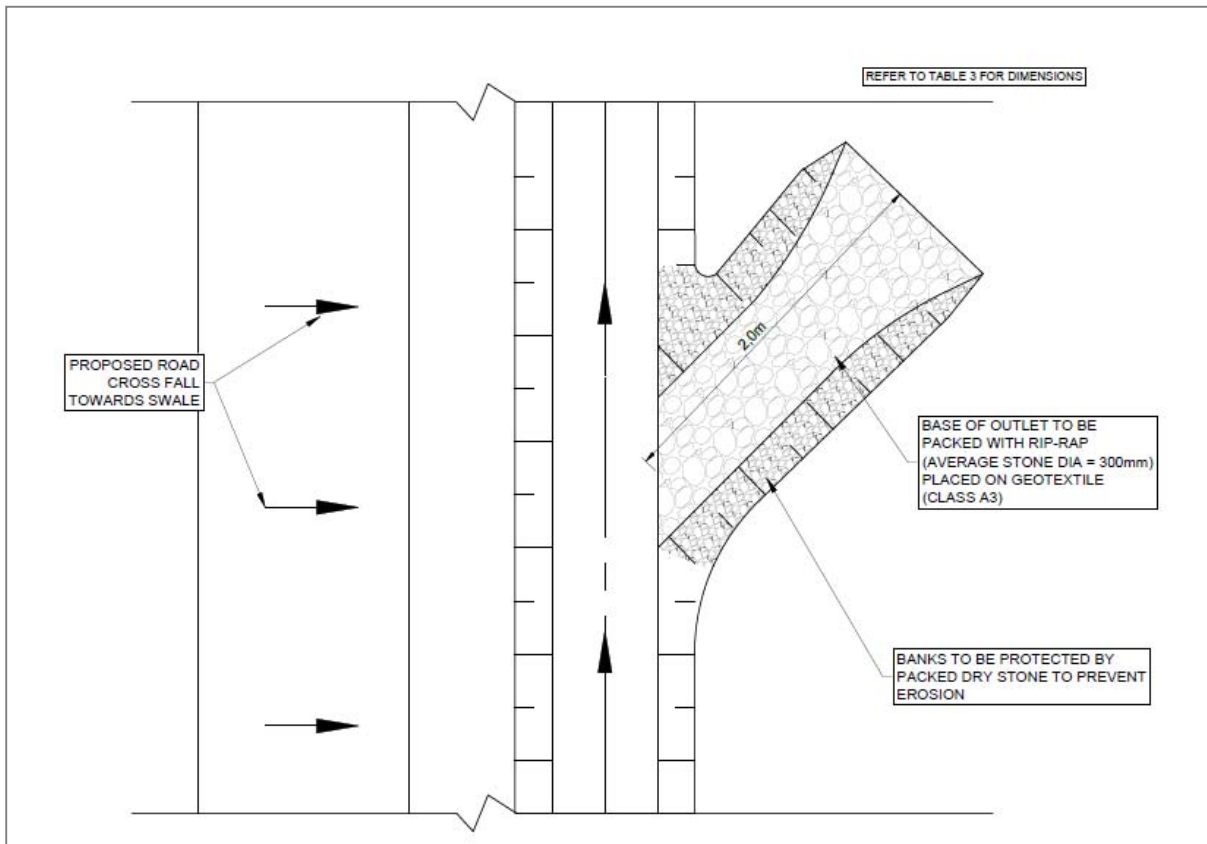 REFER TO TABLE 3 FOR DIMENSIONS
2,0m
PROPOSED ROAD
CROSS FALL
TOWARDS SWALE
BASE OF OUTLET TO BE
PACKED WITH RIP-RAP
(AVERAGE STONE DIA = 300mm)
PLACED ON GEOTEXTILE
(CLASS A3)
BANKS TO BE PROTECTED BY
PACKED DRY STONE TO PREVENT
EROSION